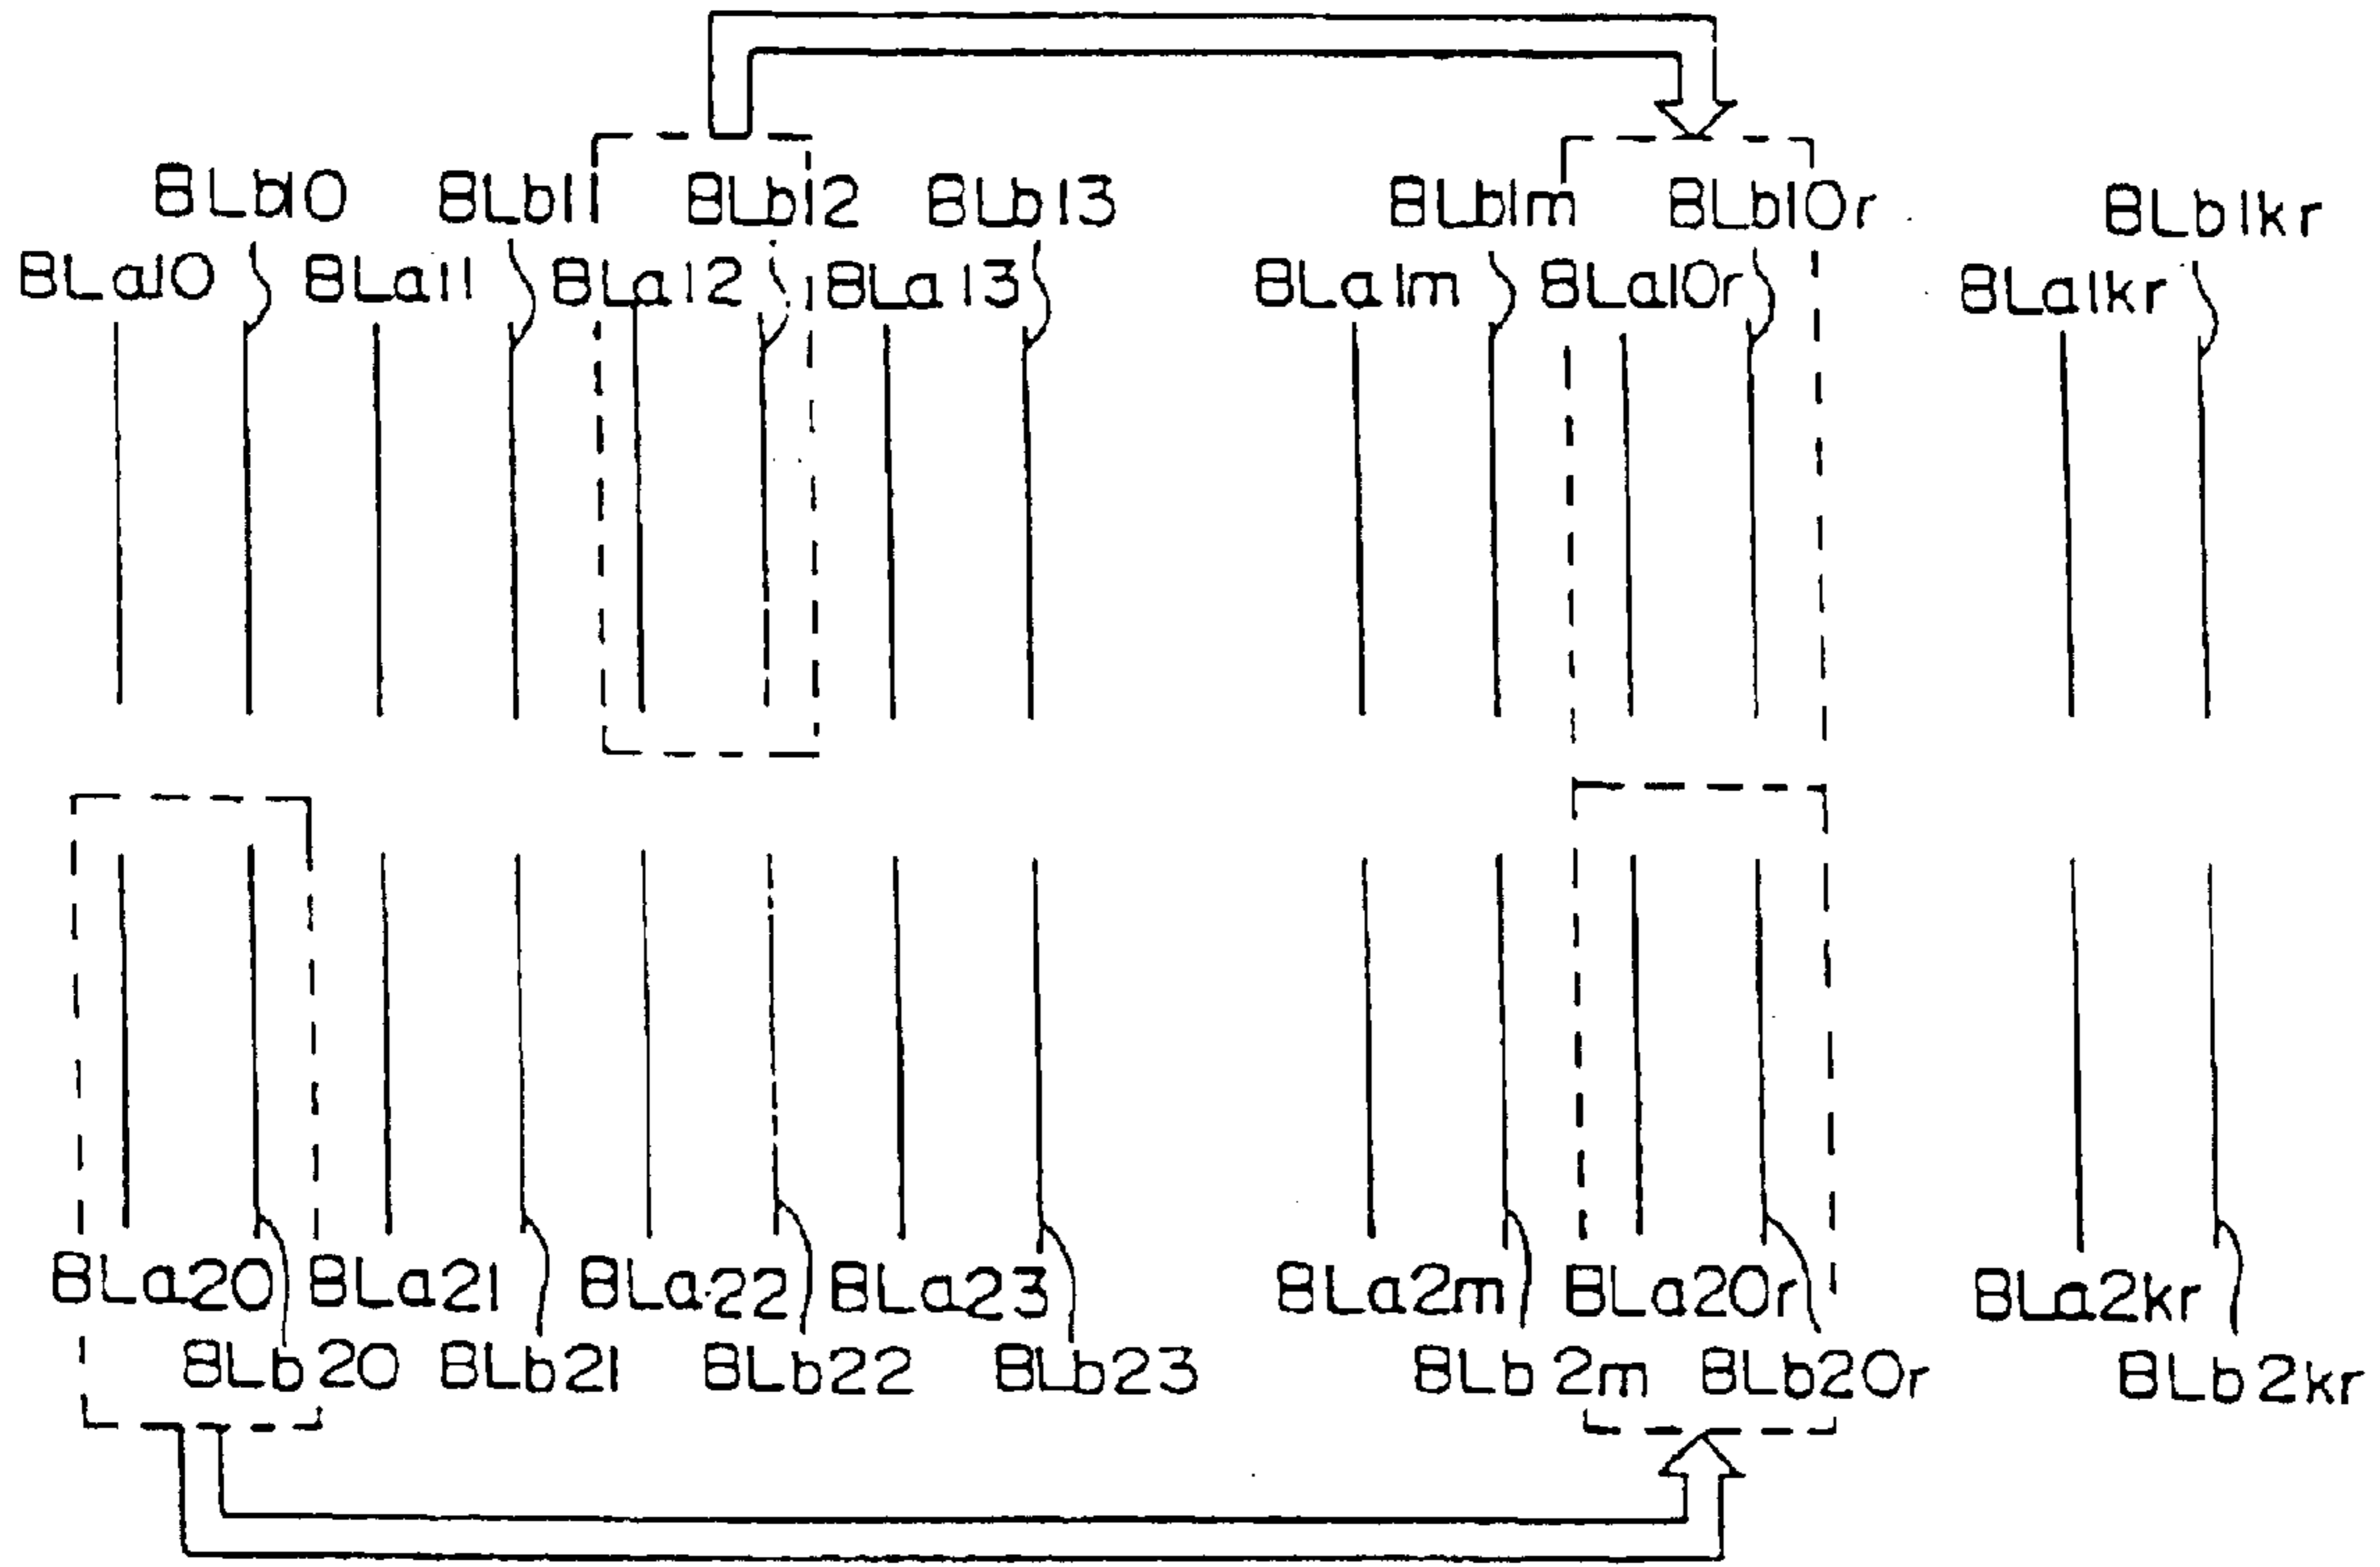 BLb10 BLb11 BLb12 BLb13 BLb1m BLb10r BLb1kr
BLa10 BLa11 BLa12 BLa13 BLa1m BLa10r BLa1kr
BLa20 BLa21 BLa22 BLa23 BLa2m BLa20r BLa2kr
BLb20 BLb21 BLb22 BLb23 BLb2m BLb20r BLb2kr